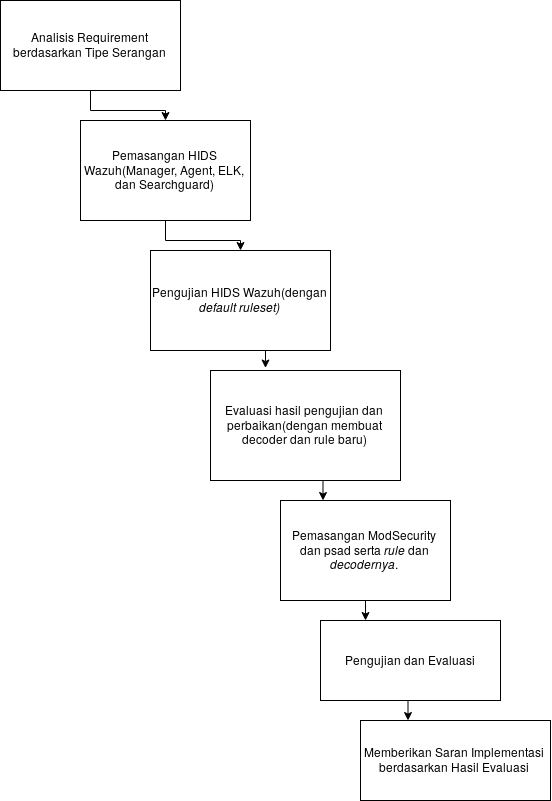 Analisis Requirement
berdasarkan Tipe Serangan
Pemasangan HIDS
Wazuh(Manager, Agent, ELK,
dan Searchguard)
Pengujian HIDS Wazuh(dengan
default ruleset)
Evaluasi hasil pengujian dan
perbaikan(dengan membuat
decoder dan rule baru)
Pemasangan ModSecurity
dan psad serta rule dan
decodernya.
Pengujian dan Evaluasi
Memberikan Saran Implementasi
berdasarkan Hasil Evaluasi